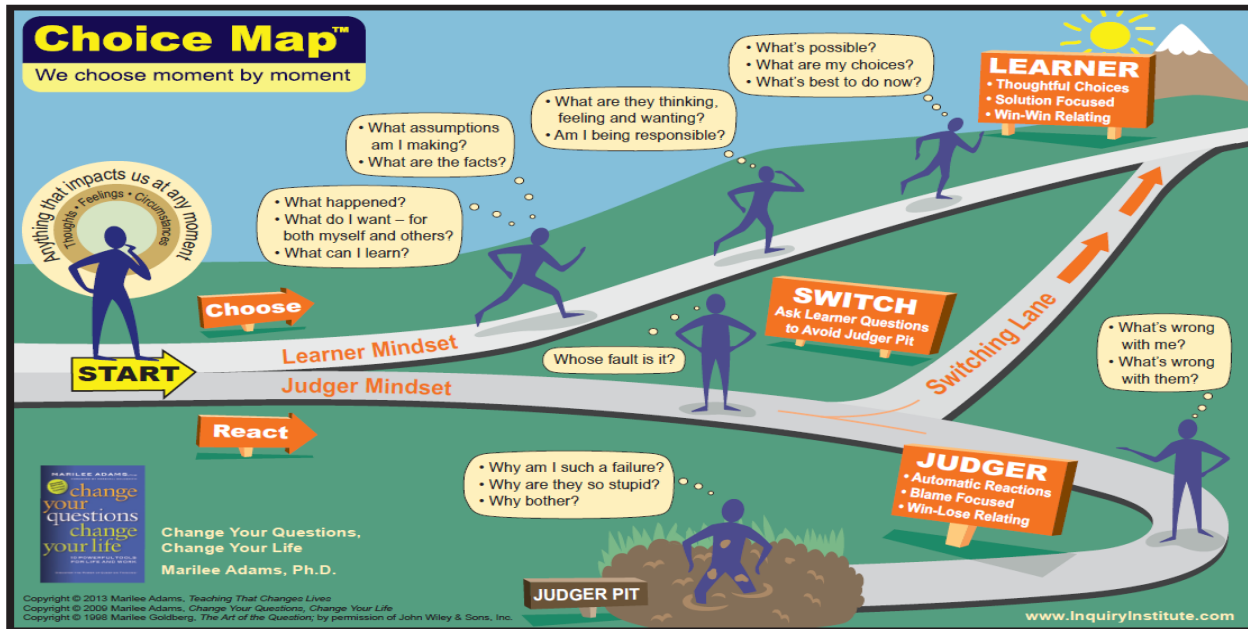 Choice Map™
We choose moment by moment
Anything that impacts us at any moment
Thoughts • Feelings • Circumstances
START
Choose
React
Learner Mindset
Judger Mindset
• What happened?
• What do I want – for
both myself and others?
• What can I learn?
• What assumptions
am I making?
• What are the facts?
• What are they thinking,
feeling and wanting?
• Am I being responsible?
• What's possible?
• What are my choices?
• What's best to do now?
LEARNER
• Thoughtful Choices
• Solution Focused
• Win-Win Relating
Whose fault is it?
SWITCH
Ask Learner Questions
to Avoid Judger Pit
Switching Lane
• What's wrong
with me?
• What's wrong
with them?
JUDGER
• Automatic Reactions
• Blame Focused
• Win-Lose Relating
• Why am I such a failure?
• Why are they so stupid?
• Why bother?
JUDGER PIT
MARILEE ADAMS
change
your
questions
change
your life
Change Your Questions,
Change Your Life
Marilee Adams, Ph.D.
Copyright © 2013 Marilee Adams, Teaching That Changes Lives
Copyright © 2009 Marilee Adams, Change Your Questions, Change Your Life
Copyright © 1998 Marilee Goldberg, The Art of the Question; by permission of John Wiley & Sons, Inc.
www.InquiryInstitute.com